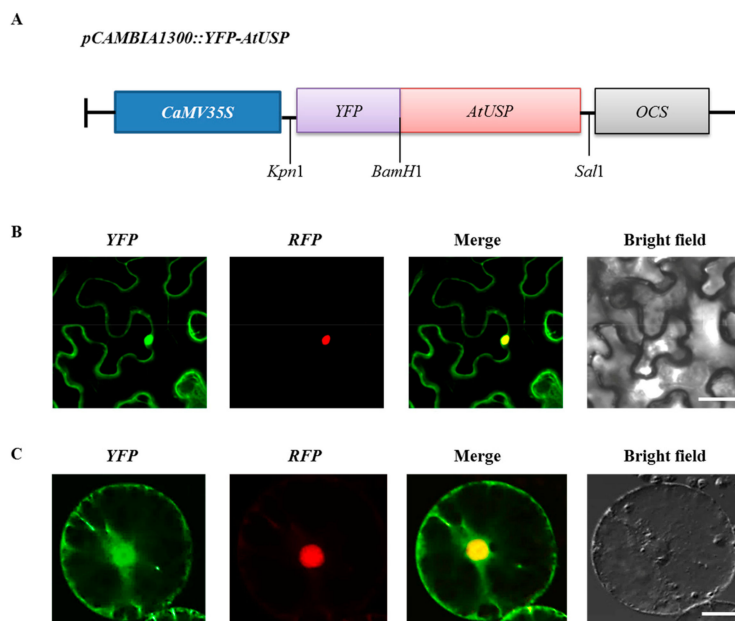 A
pCAMBIA1300::YFP-AtUSP
CaMV35S YFP AtUSP OCS
Kpn1 BamH1 Sal1
B
YFP RFP Merge Bright field
C
YFP RFP Merge Bright field